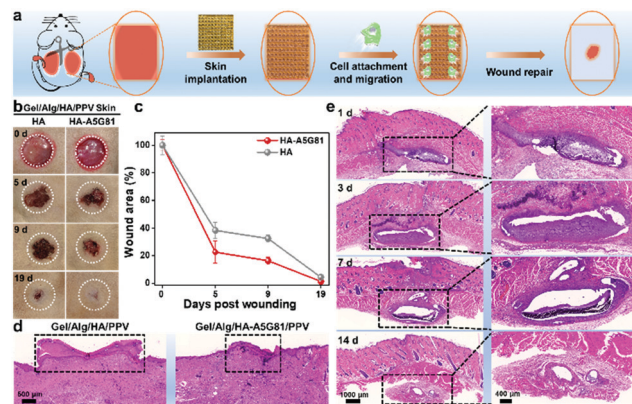 a
Skin
implantation
Cell attachment
and migration
Wound repair
b
Gel/Alg/HA/PPV Skin
HA
HA-A5G81
0 d
5 d
9 d
19 d
c
HA-A5G81
HA
Wound area (%)
100
80
60
40
20
0
0
5
9
19
Days post wounding
d
Gel/Alg/HA/PPV
Gel/Alg/HA-A5G81/PPV
500 µm
e
1 d
3 d
7 d
14 d
1000 µm
400 µm